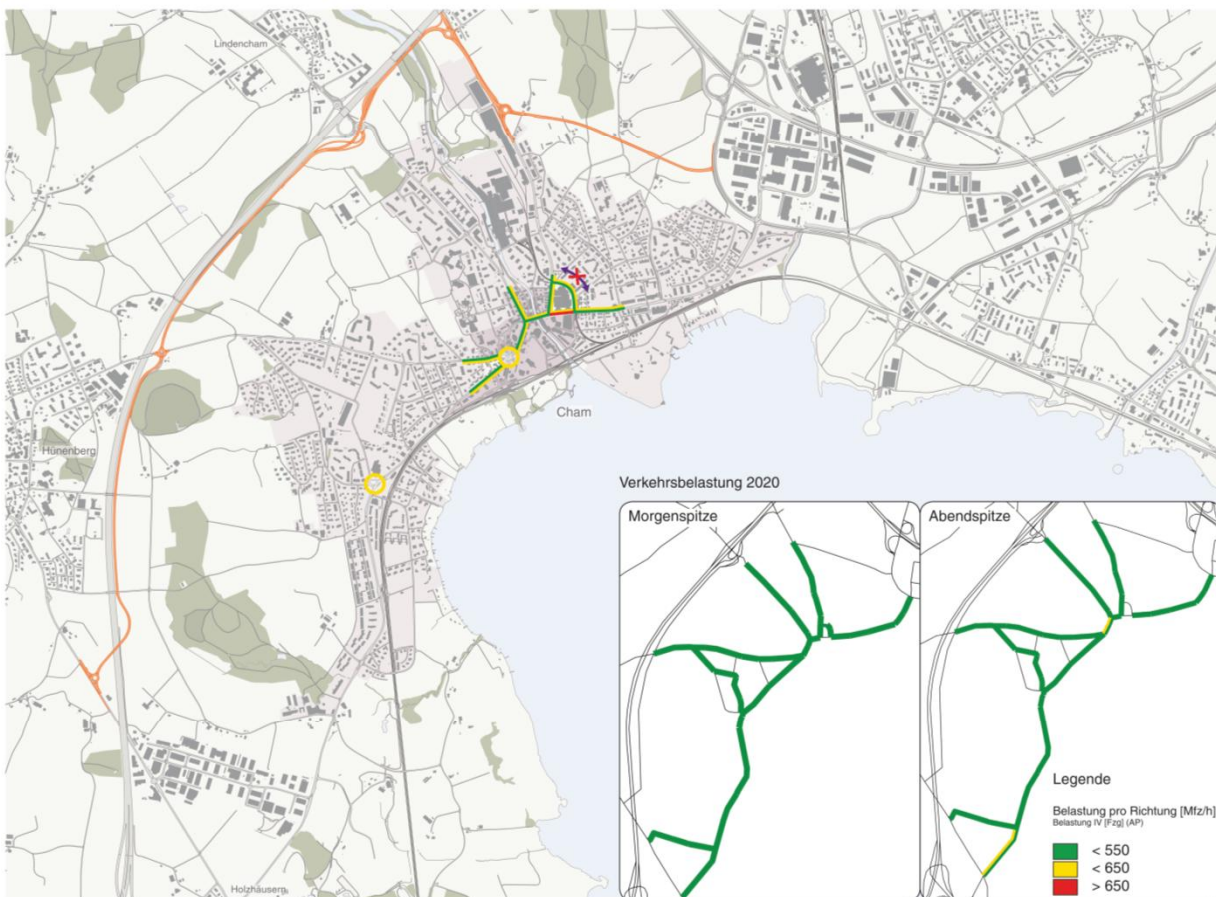 Lindencham
Cham
Hünenberg
Verkehrsbelastung 2020
Morgenspitze
Abendspitze
Legende
Belastung pro Richtung [Mfz/h]
Belastung IV [Fzg] (AP)
< 550
< 650
> 650
Holzhäusern